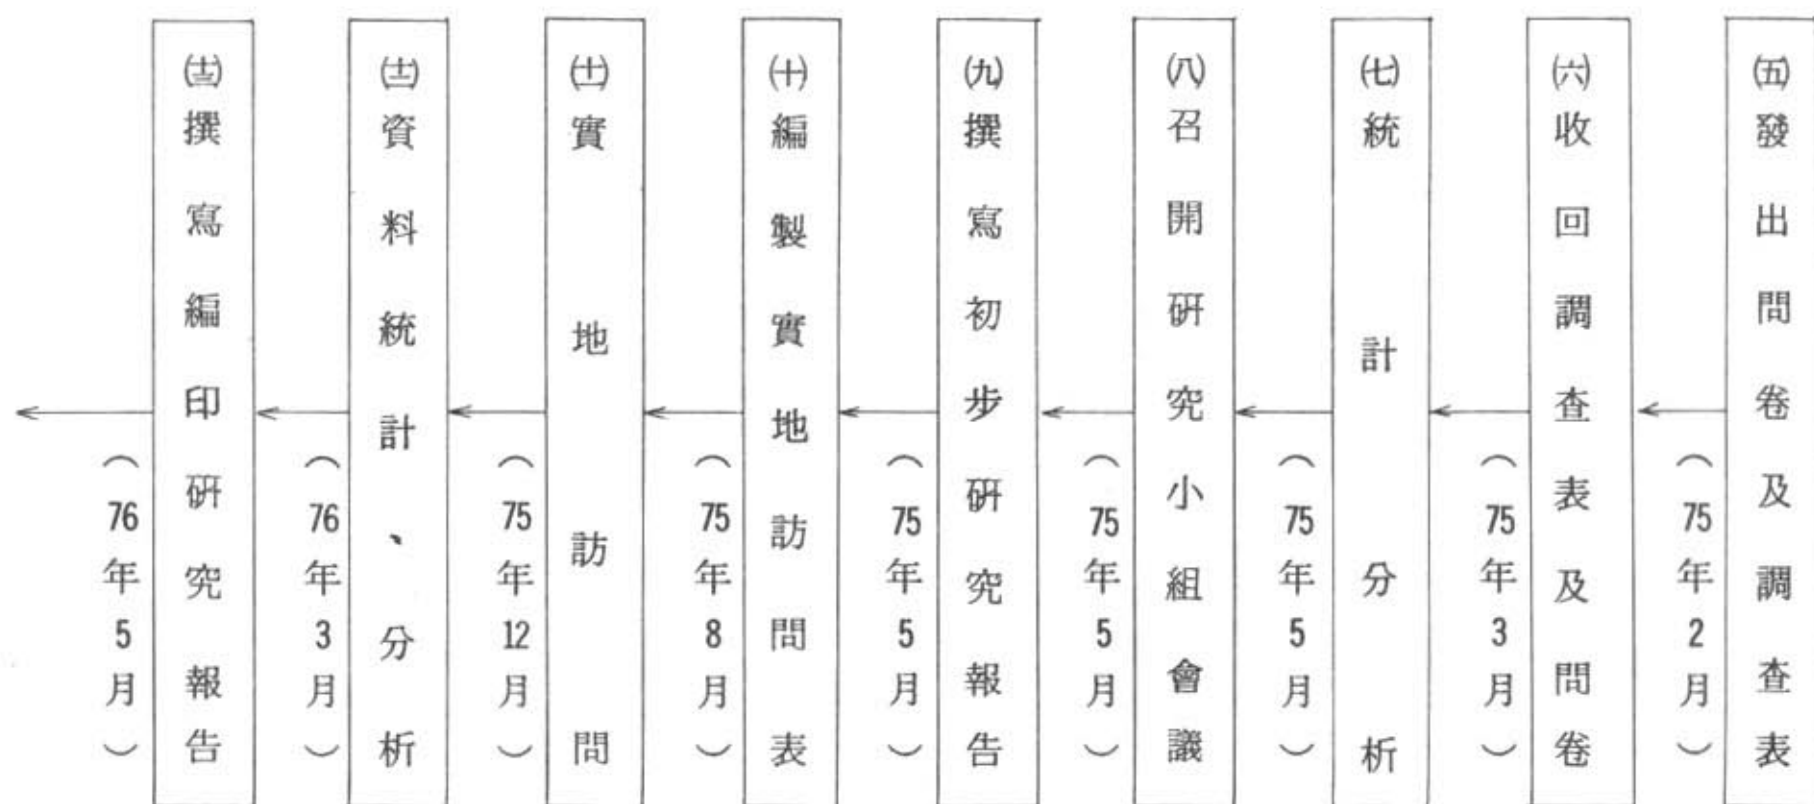 ㈤發出問卷及調查表
（75年2月）
㈥收回調查表及問卷
（75年3月）
㈦統計分析
（75年5月）
㈧召開研究小組會議
（75年5月）
㈨撰寫初步研究報告
（75年5月）
㈩編製實地訪問表
（75年8月）
(十一)實地訪問
（75年12月）
(十二)資料統計、分析
（76年3月）
(十三)撰寫編印研究報告
（76年5月）